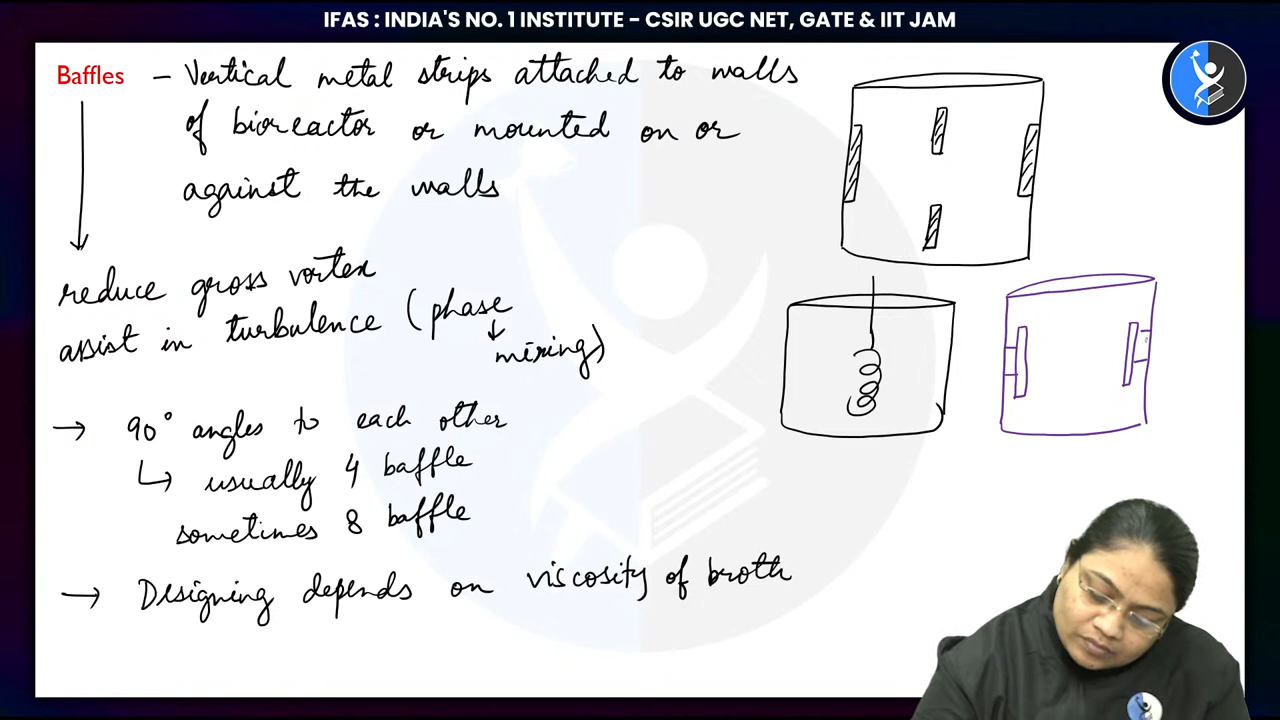 IFAS : INDIA'S NO. 1 INSTITUTE - CSIR UGC NET, GATE & IIT JAM
Baffles - Vertical metal strips attached to walls
of bioreactor or mounted on or
against the walls
reduce gross vortex
assist in turbulence (phase
mixing)
→ 90° angles to each other
↳ usually 4 baffle
sometimes 8 baffle
→ Designing depends on viscosity of broth